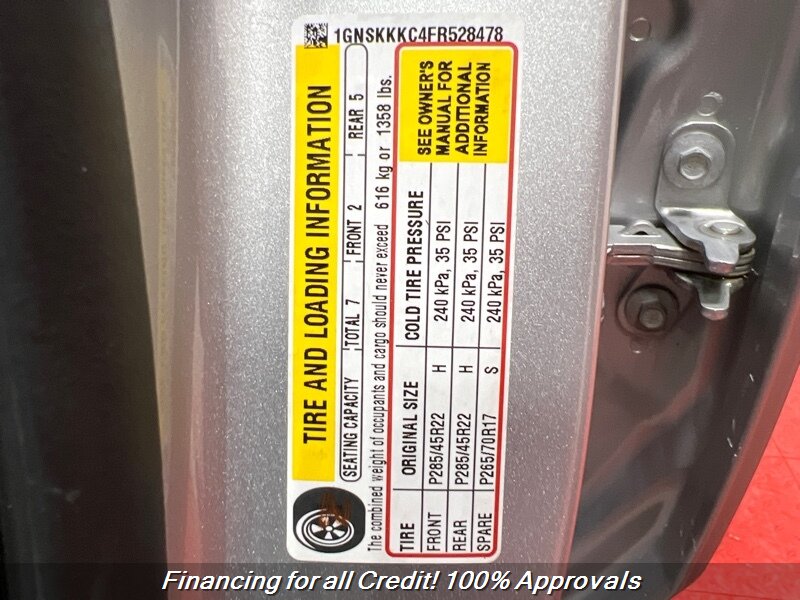 1GNSKKKC4FR528478
TIRE AND LOADING INFORMATION
SEATING CAPACITY TOTAL 7 FRONT 2 REAR 5
The combined weight of occupants and cargo should never exceed 616 kg or 1358 lbs.
TIRE ORIGINAL SIZE COLD TIRE PRESSURE
FRONT P285/45R22 H 240 kPa, 35 PSI
REAR P285/45R22 H 240 kPa, 35 PSI
SPARE P265/70R17 S 240 kPa, 35 PSI
SEE OWNER'S
MANUAL FOR
ADDITIONAL
INFORMATION
Financing for all Credit! 100% Approvals